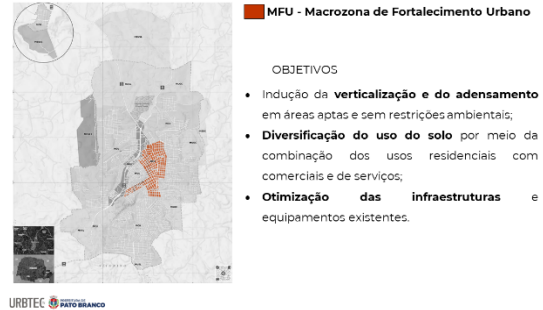 MFU - Macrozona de Fortalecimento Urbano
OBJETIVOS
• Indução da verticalização e do adensamento
em áreas aptas e sem restrições ambientais;
• Diversificação do uso do solo por meio da
combinação dos usos residenciais com
comerciais e de serviços;
• Otimização das infraestruturas e
equipamentos existentes.
URBTEC
PATO BRANCO